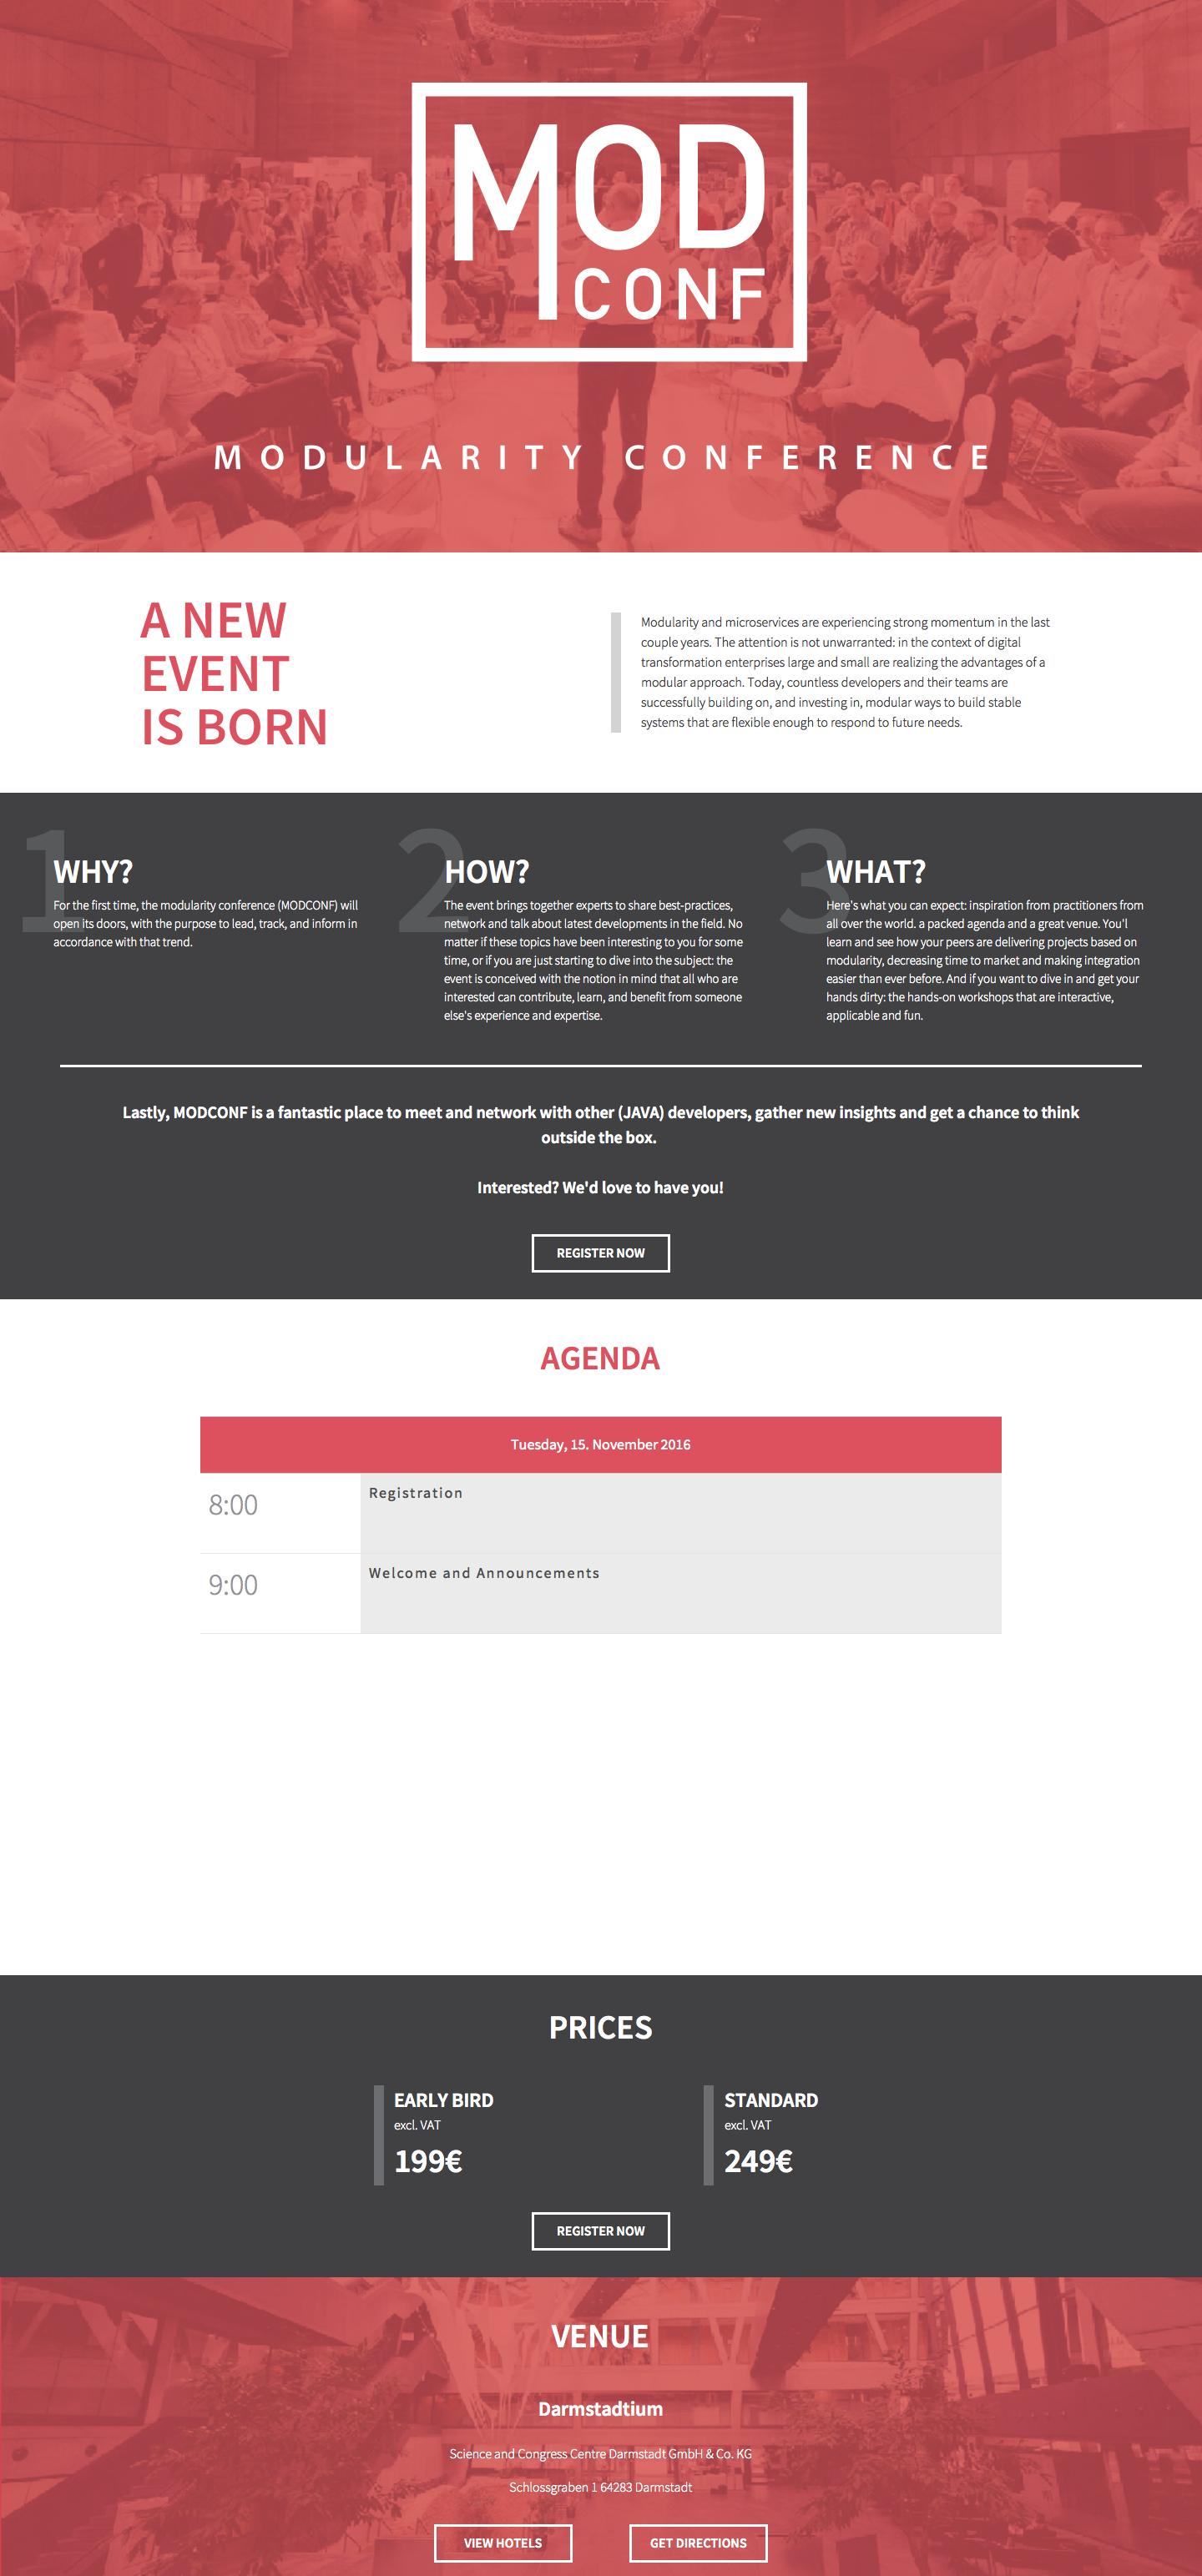 MOD
CONF
MODULARITY CONFERENCE
A NEW
EVENT
IS BORN
Modularity and microservices are experiencing strong momentum in the last
couple years. The attention is not unwarranted: in the context of digital
transformation enterprises large and small are realizing the advantages of a
modular approach. Today, countless developers and their teams are
successfully building on, and investing in, modular ways to build stable
systems that are flexible enough to respond to future needs.
1
WHY?
For the first time, the modularity conference (MODCONF) will
open its doors, with the purpose to lead, track, and inform in
accordance with that trend.
2
HOW?
The event brings together experts to share best-practices,
network and talk about latest developments in the field. No
matter if these topics have been interesting to you for some
time, or if you are just starting to dive into the subject: the
event is conceived with the notion in mind that all who are
interested can contribute, learn, and benefit from someone
else's experience and expertise.
3
WHAT?
Here's what you can expect: inspiration from practitioners from
all over the world. a packed agenda and a great venue. You'l
learn and see how your peers are delivering projects based on
modularity, decreasing time to market and making integration
easier than ever before. And if you want to dive in and get your
hands dirty: the hands-on workshops that are interactive,
applicable and fun.
Lastly, MODCONF is a fantastic place to meet and network with other (JAVA) developers, gather new insights and get a chance to think
outside the box.
Interested? We'd love to have you!
REGISTER NOW
AGENDA
Tuesday, 15. November 2016
8:00
Registration
9:00
Welcome and Announcements
PRICES
EARLY BIRD
excl. VAT
199€
STANDARD
excl. VAT
249€
REGISTER NOW
VENUE
Darmstadtium
Science and Congress Centre Darmstadt GmbH & Co. KG
Schlossgraben 1 64283 Darmstadt
VIEW HOTELS
GET DIRECTIONS